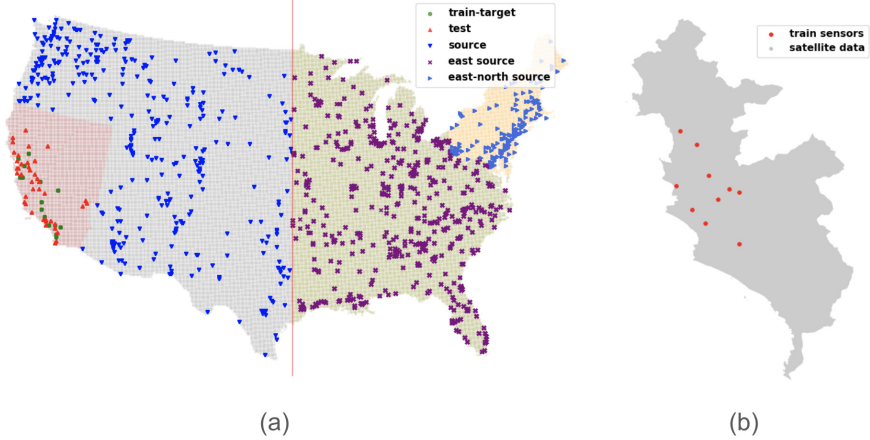 train-target
test
source
east source
east-north source
train sensors
satellite data
(a)
(b)